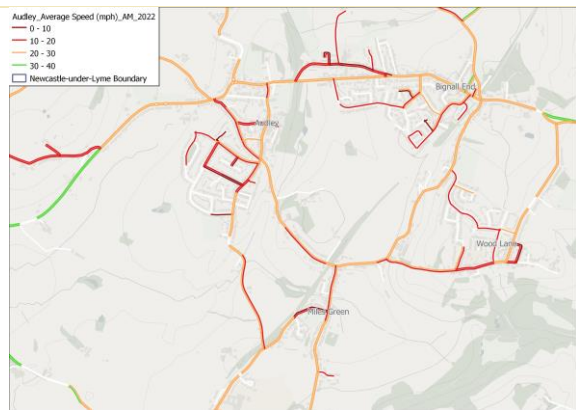 Audley_Average Speed (mph)_AM_2022
0 - 10
10 - 20
20 - 30
30 - 40
Newcastle-under-Lyme Boundary
Bignall End
Audley
Wood Lane
Miles Green